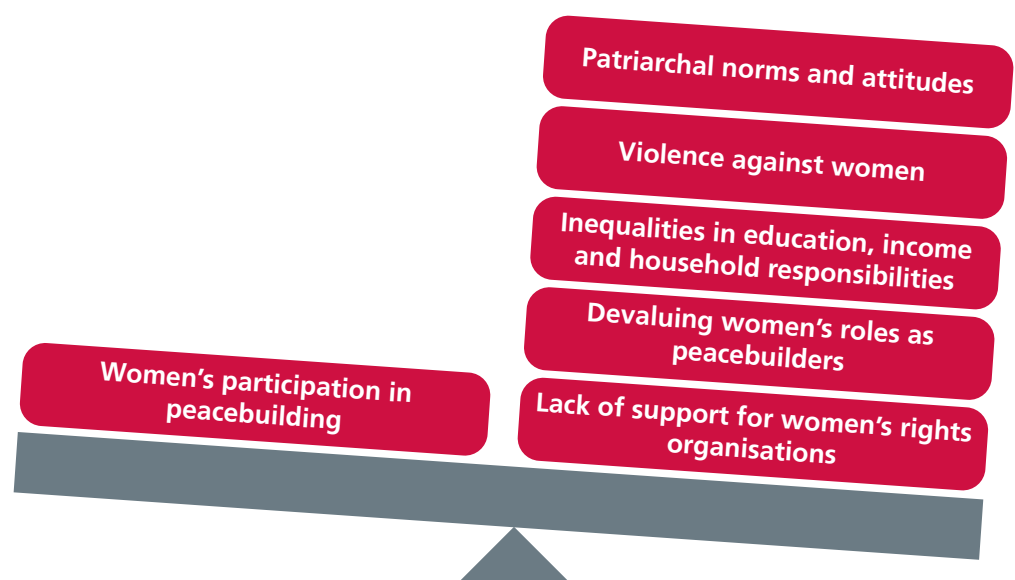 Patriarchal norms and attitudes
Violence against women
Inequalities in education, income
and household responsibilities
Devaluing women’s roles as
peacebuilders
Women’s participation in
peacebuilding
Lack of support for women’s rights
organisations